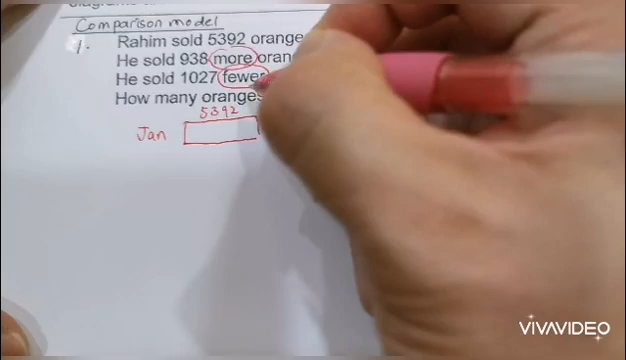 Comparison model
1. Rahim sold 5392 orange
He sold 938 more oran
He sold 1027 fewer
How many oranges
5392
Jan
VIVAVIDEO